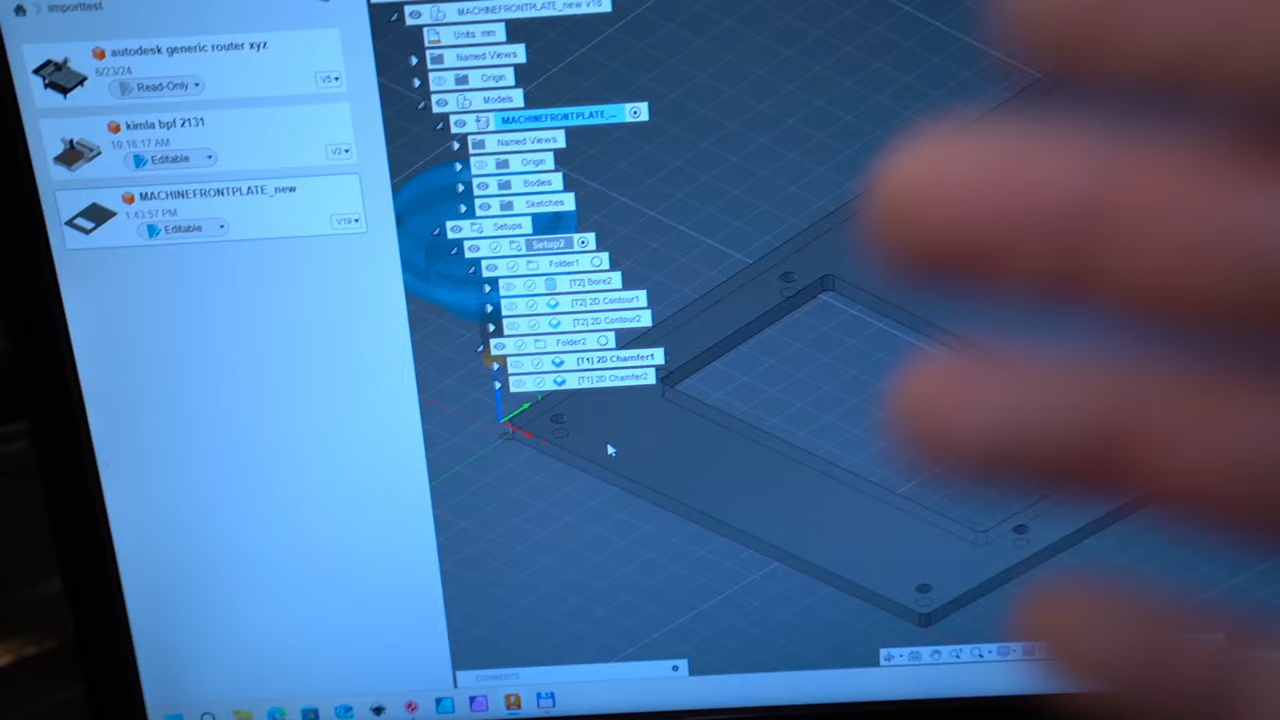 importtest
autodesk generic router xyz
6/23/24
Read-Only
V5
kimla bpf 2131
10:16:17 AM
Editable
V2
MACHINEFRONTPLATE_new
1:43:57 PM
Editable
V18
MACHINEFRONTPLATE_new v18
Units: mm
Named Views
Origin
Models
MACHINEFRONTPLATE_...
Named Views
Origin
Bodies
Sketches
Setups
Setup2
Folder1
[T2] Bore2
[T2] 2D Contour1
[T2] 2D Contour2
Folder2
[T1] 2D Chamfer1
[T1] 2D Chamfer2
COMMENTS